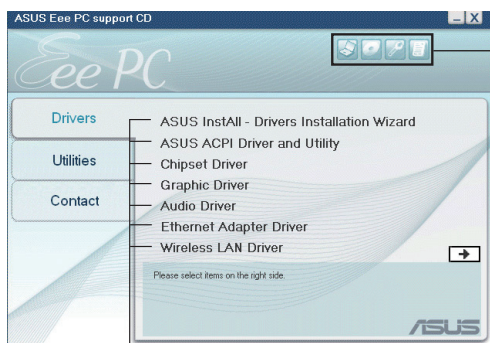 ASUS Eee PC support CD
Eee PC
Drivers
Utilities
Contact
ASUS InstAll - Drivers Installation Wizard
ASUS ACPI Driver and Utility
Chipset Driver
Graphic Driver
Audio Driver
Ethernet Adapter Driver
Wireless LAN Driver
Please select items on the right side.
ASUS